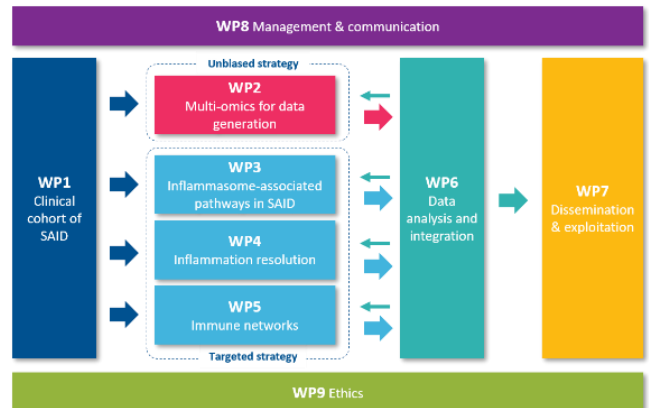 WP8 Management & communication
Unbiased strategy
WP2
Multi-omics for data
generation
WP1
Clinical
cohort of
SAID
WP3
Inflammasome-associated
pathways in SAID
WP4
Inflammation resolution
WP5
Immune networks
Targeted strategy
WP6
Data
analysis and
integration
WP7
Dissemination
& exploitation
WP9 Ethics